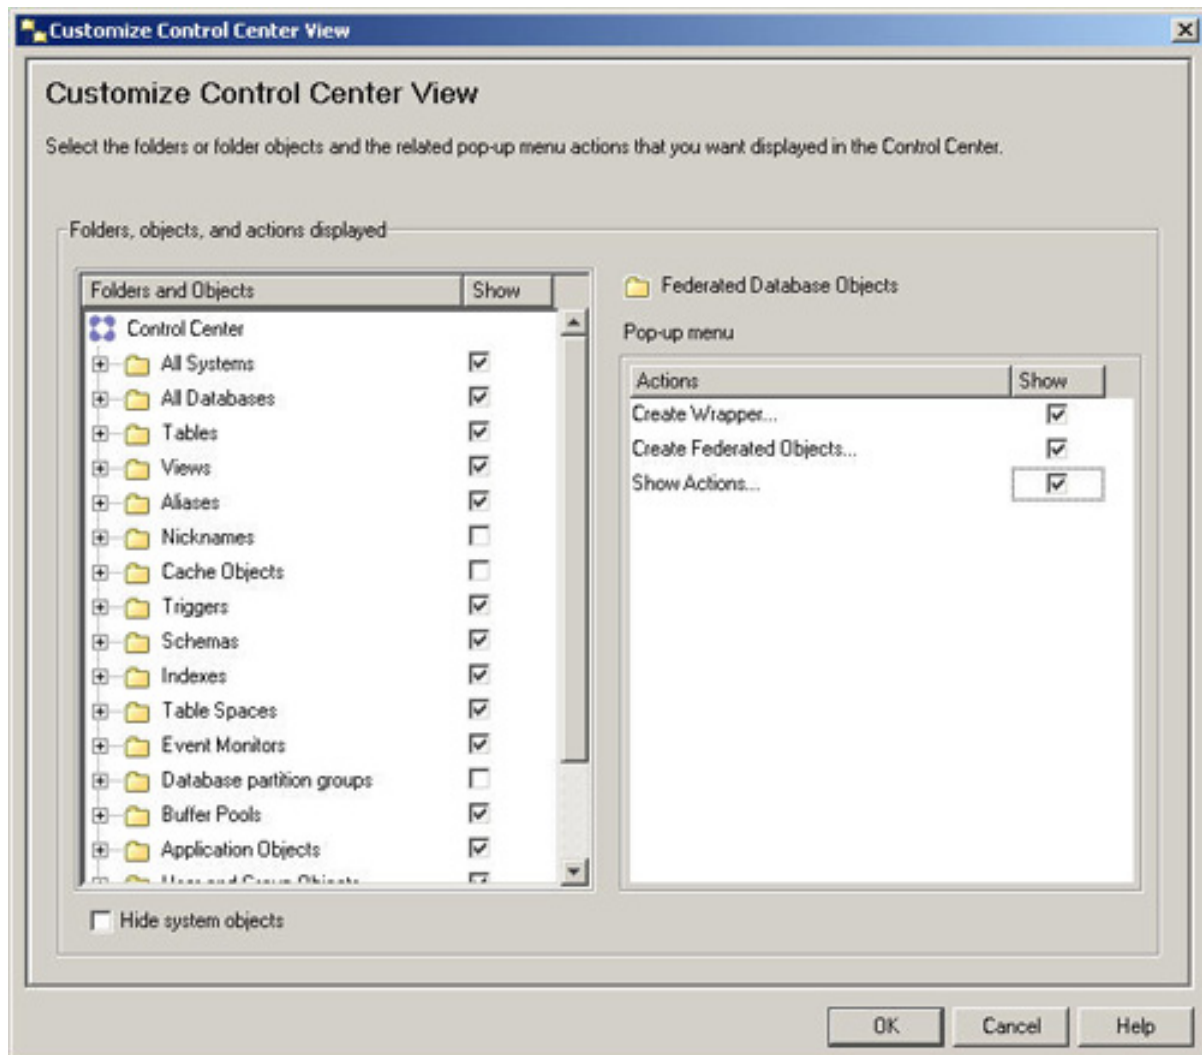 Customize Control Center View
Customize Control Center View
Select the folders or folder objects and the related pop-up menu actions that you want displayed in the Control Center.
Folders, objects, and actions displayed
Folders and Objects Show
Control Center
All Systems
All Databases
Tables
Views
Aliases
Nicknames
Cache Objects
Triggers
Schemas
Indexes
Table Spaces
Event Monitors
Database partition groups
Buffer Pools
Application Objects
User and Group Objects
Hide system objects
Federated Database Objects
Pop-up menu
Actions Show
Create Wrapper...
Create Federated Objects...
Show Actions...
OK Cancel Help